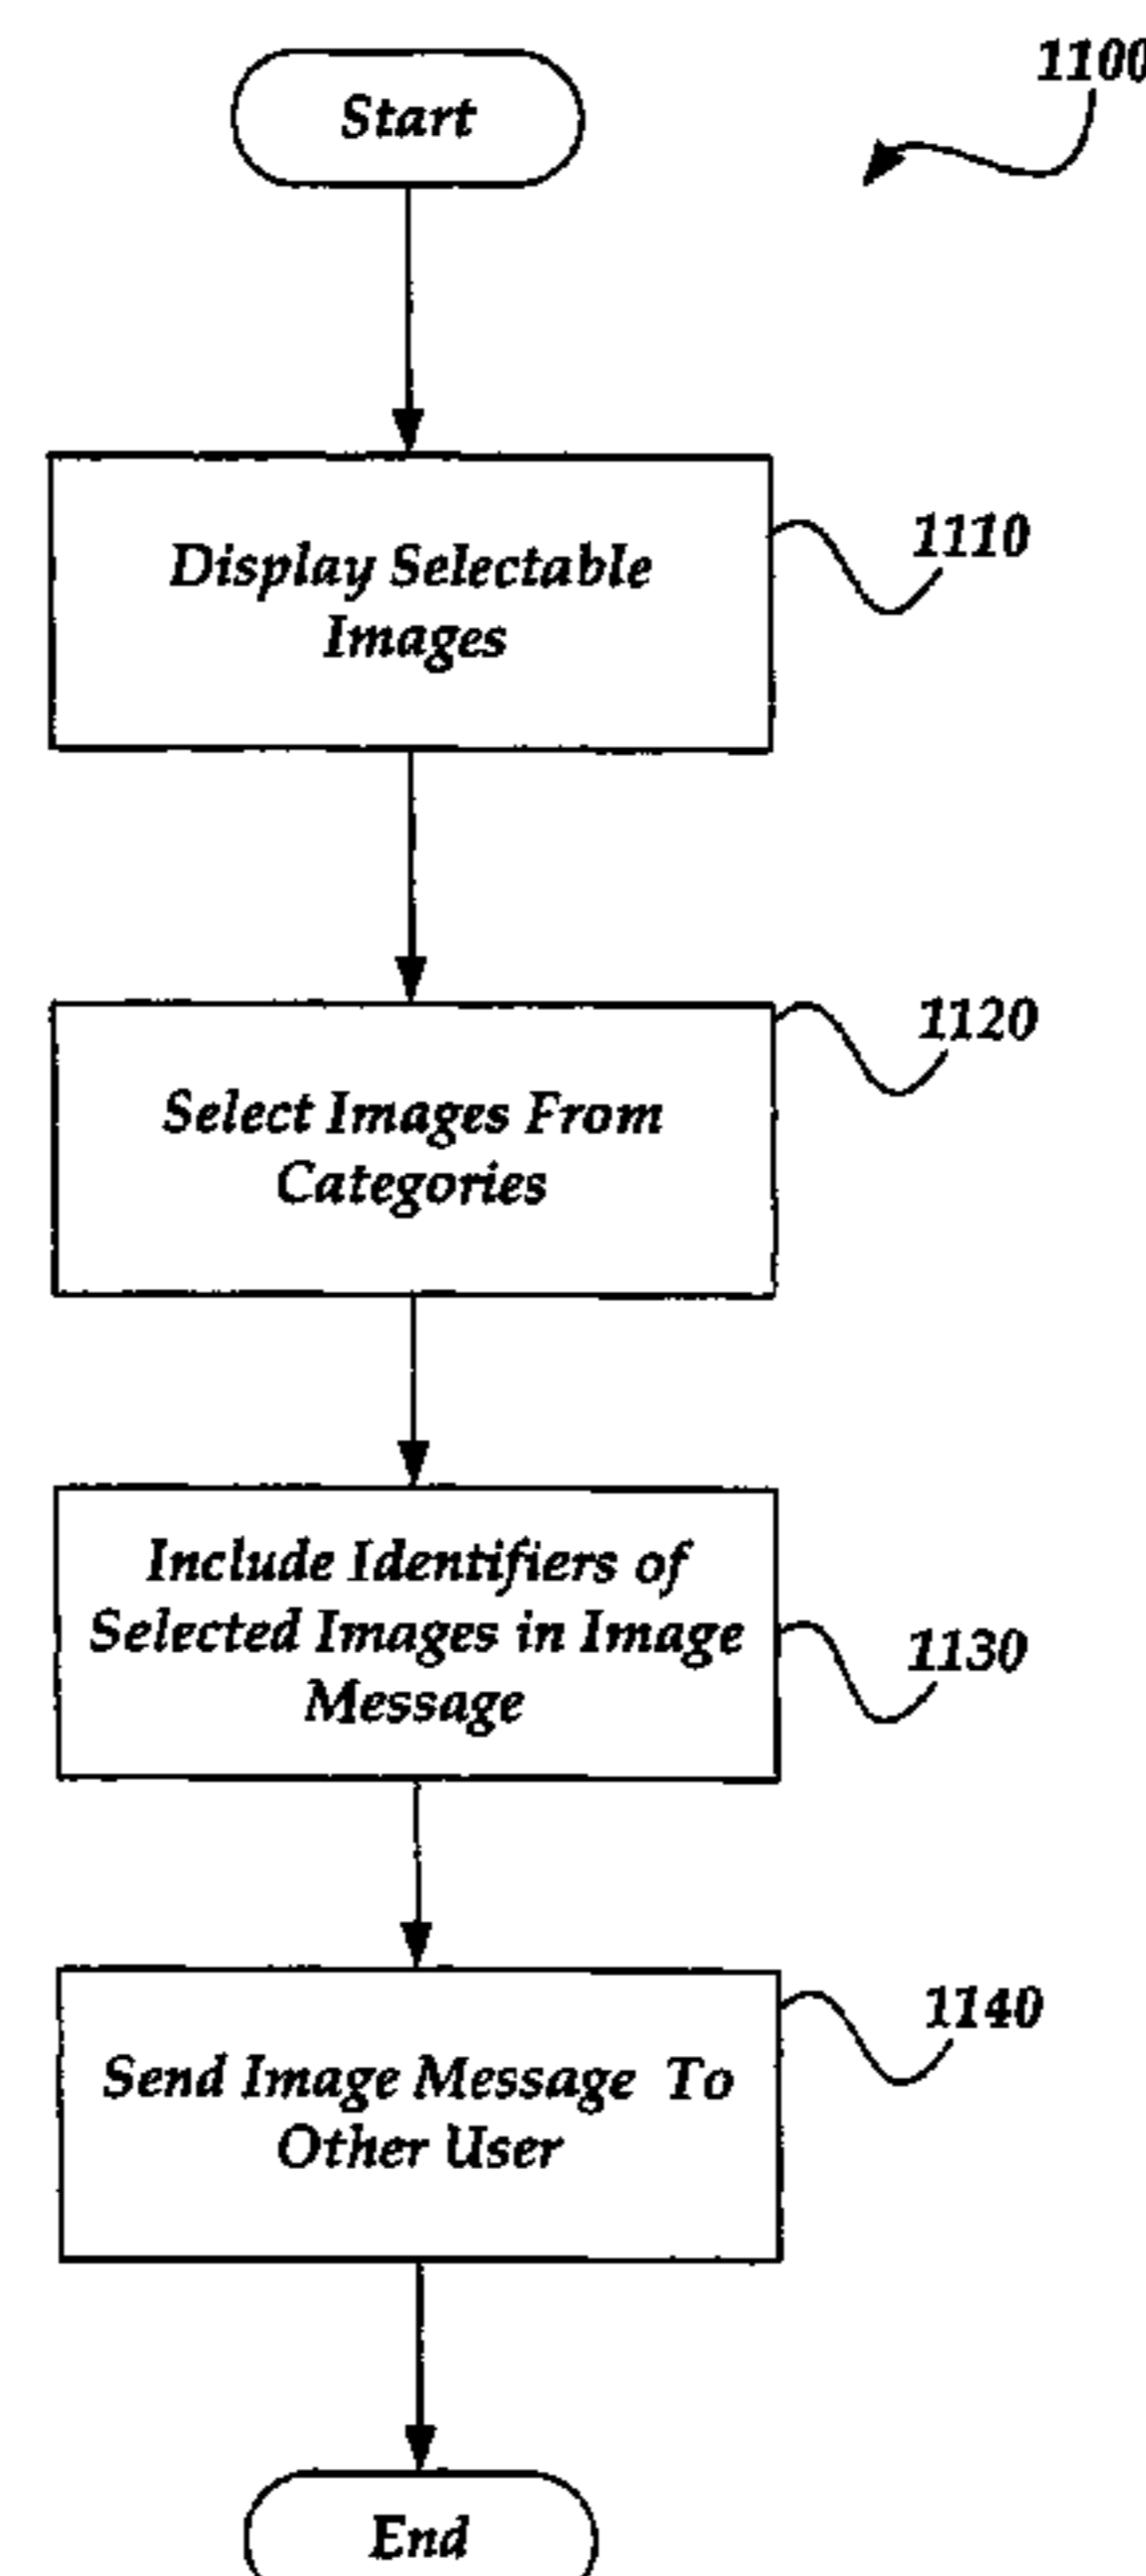 Start
1100
Display Selectable
Images
1110
Select Images From
Categories
1120
Include Identifiers of
Selected Images in Image
Message
1130
Send Image Message To
Other User
1140
End